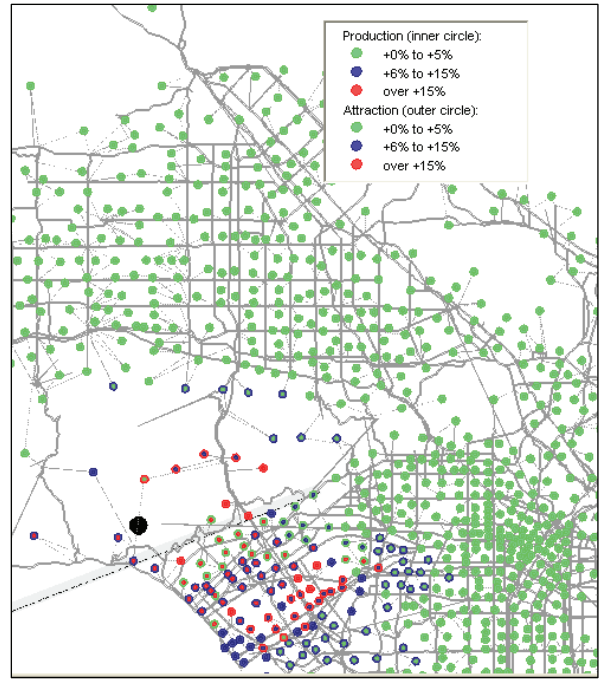 Production (inner circle):
+0% to +5%
+6% to +15%
over +15%
Attraction (outer circle):
+0% to +5%
+6% to +15%
over +15%